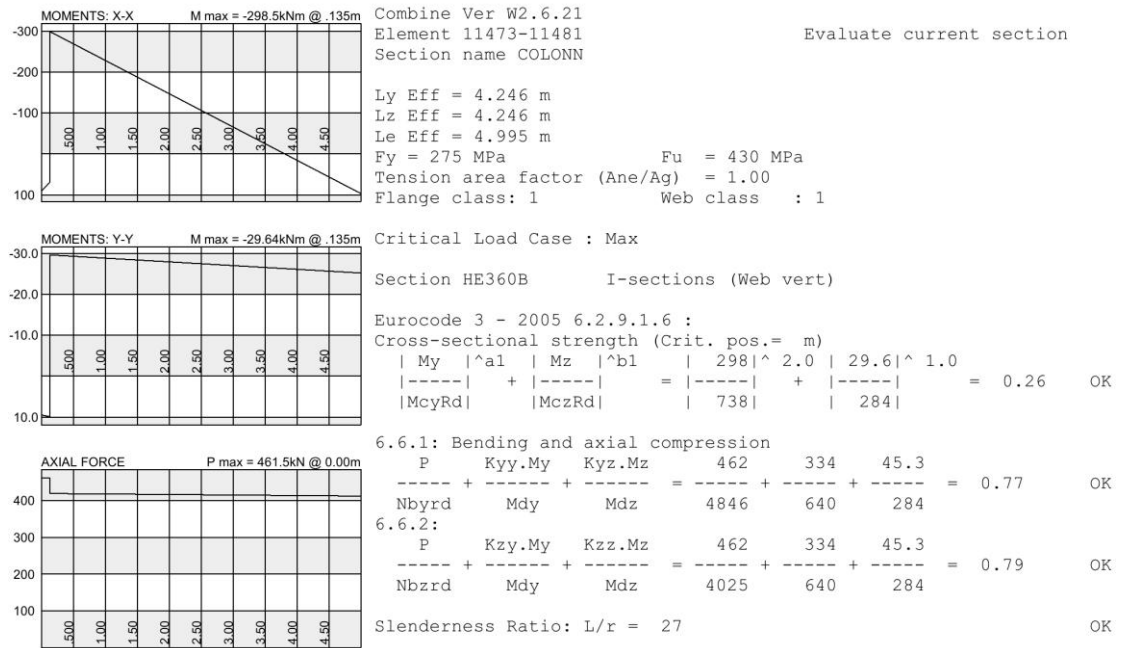 MOMENTS: X-X M max = -298.5kNm @ .135m
-300
-200
-100
100
.500 1.00 1.50 2.00 2.50 3.00 3.50 4.00 4.50
MOMENTS: Y-Y M max = -29.64kNm @ .135m
-30.0
-20.0
-10.0
10.0
.500 1.00 1.50 2.00 2.50 3.00 3.50 4.00 4.50
AXIAL FORCE P max = 461.5kN @ 0.00m
400
300
200
100
.500 1.00 1.50 2.00 2.50 3.00 3.50 4.00 4.50
Combine Ver W2.6.21
Element 11473-11481 Evaluate current section
Section name COLONN
Ly Eff = 4.246 m
Lz Eff = 4.246 m
Le Eff = 4.995 m
Fy = 275 MPa Fu = 430 MPa
Tension area factor (Ane/Ag) = 1.00
Flange class: 1 Web class : 1
Critical Load Case : Max
Section HE360B I-sections (Web vert)
Eurocode 3 - 2005 6.2.9.1.6 :
Cross-sectional strength (Crit. pos.= m)
| My |^a1 | Mz |^b1 | 298|^ 2.0 | 29.6|^ 1.0
|-----| + |-----| = |-----| + |-----| = 0.26 OK
|McyRd| |MczRd| | 738| | 284|
6.6.1: Bending and axial compression
P Kyy.My Kyz.Mz 462 334 45.3
----- + ------ + ------ = ----- + ----- + ----- = 0.77 OK
Nbyrd Mdy Mdz 4846 640 284
6.6.2:
P Kzy.My Kzz.Mz 462 334 45.3
----- + ------ + ------ = ----- + ----- + ----- = 0.79 OK
Nbzrd Mdy Mdz 4025 640 284
Slenderness Ratio: L/r = 27 OK